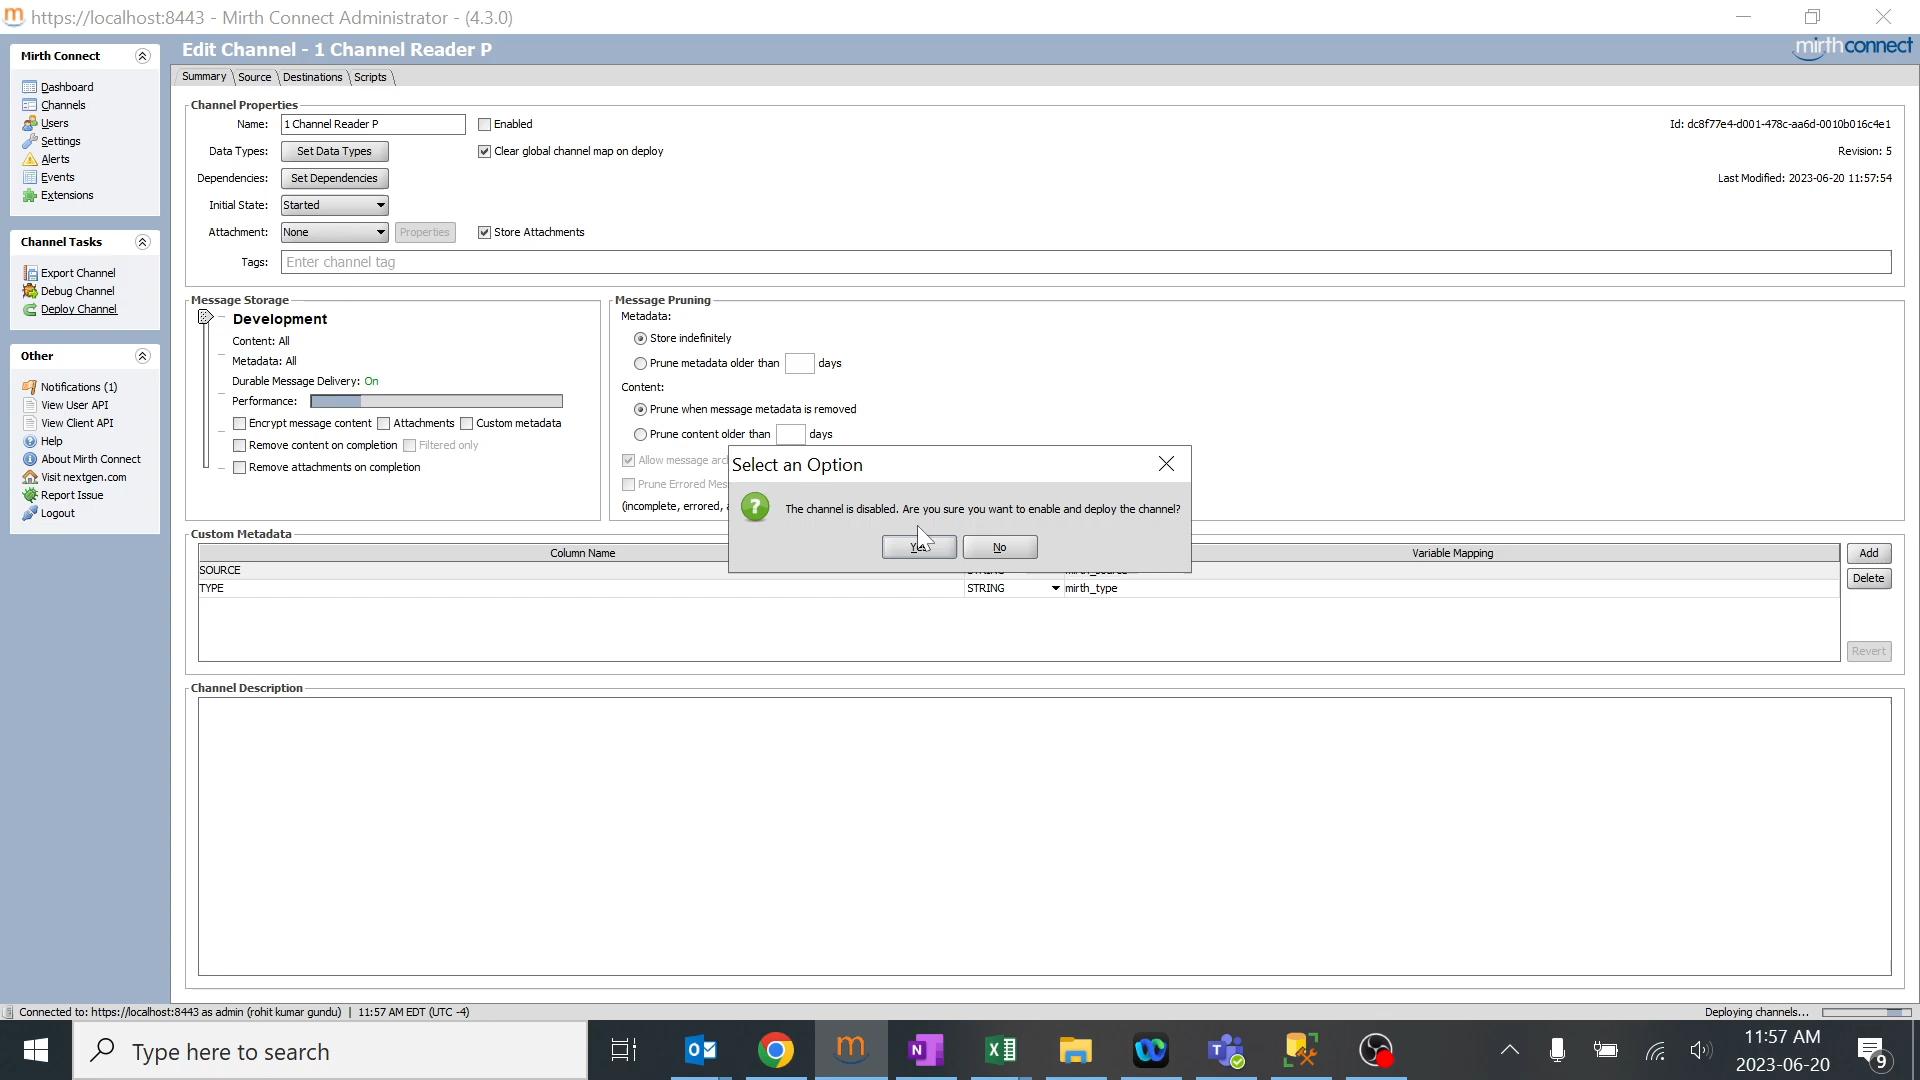 https://localhost:8443 - Mirth Connect Administrator - (4.3.0)
Mirth Connect
Edit Channel - 1 Channel Reader P
mirthconnect
Summary Source Destinations Scripts
Dashboard
Channels
Users
Settings
Alerts
Events
Extensions
Channel Tasks
Export Channel
Debug Channel
Deploy Channel
Other
Notifications (1)
View User API
View Client API
Help
About Mirth Connect
Visit nextgen.com
Report Issue
Logout
Channel Properties
Name: 1 Channel Reader P Enabled Id: dc8f77e4-d001-478c-aa6d-0010b016c4e1
Data Types: Set Data Types Clear global channel map on deploy Revision: 5
Dependencies: Set Dependencies Last Modified: 2023-06-20 11:57:54
Initial State: Started
Attachment: None Properties Store Attachments
Tags: Enter channel tag
Message Storage
Development
Content: All
Metadata: All
Durable Message Delivery: On
Performance:
Encrypt message content Attachments Custom metadata
Remove content on completion Filtered only
Remove attachments on completion
Message Pruning
Metadata:
Store indefinitely
Prune metadata older than days
Content:
Prune when message metadata is removed
Prune content older than days
Allow message
Prune Errored
(incomplete, errored,
Select an Option
? The channel is disabled. Are you sure you want to enable and deploy the channel?
Yes No
Custom Metadata
Column Name Variable Mapping Add
SOURCE
TYPE STRING mirth_type Delete
Revert
Channel Description
Connected to: https://localhost:8443 as admin (rohit kumar gundu) | 11:57 AM EDT (UTC -4) Deploying channels...
Type here to search
11:57 AM
2023-06-20
9